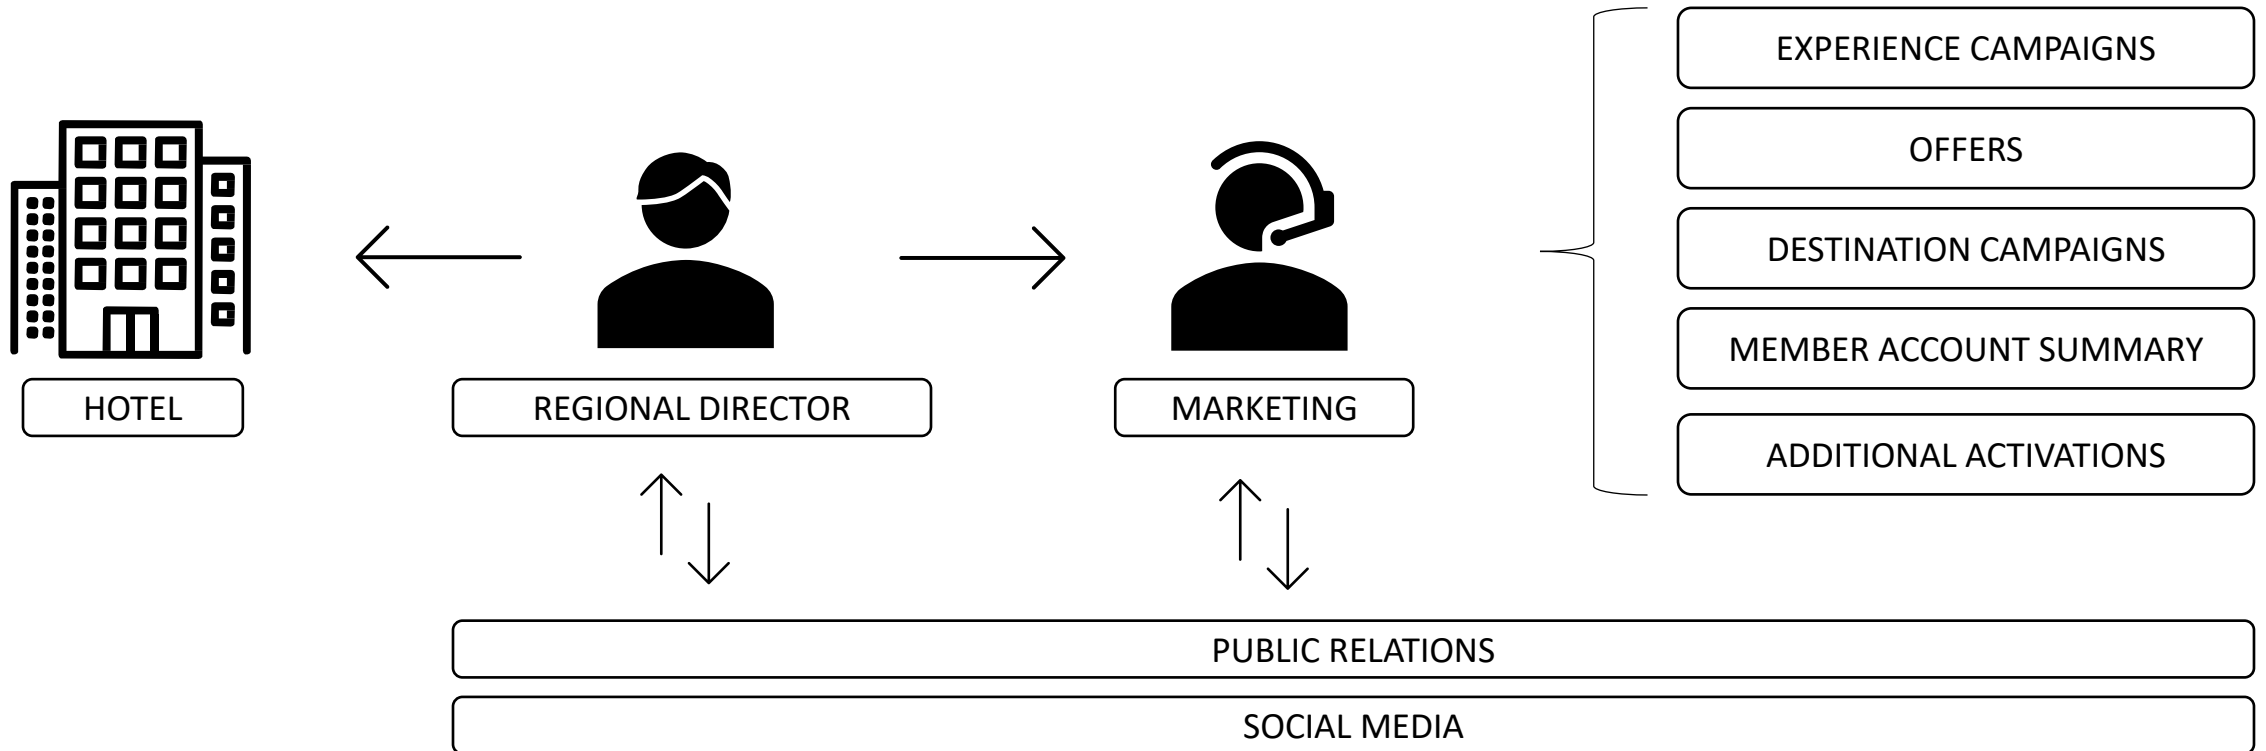 EXPERIENCE CAMPAIGNS
OFFERS
DESTINATION CAMPAIGNS
MEMBER ACCOUNT SUMMARY
ADDITIONAL ACTIVATIONS
HOTEL
REGIONAL DIRECTOR
MARKETING
PUBLIC RELATIONS
SOCIAL MEDIA